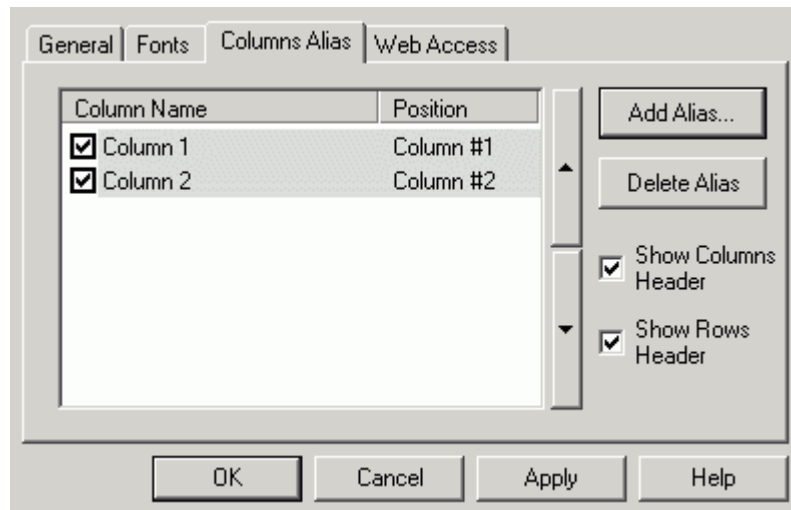 General Fonts Columns Alias Web Access
Column Name Position
Column 1 Column #1
Column 2 Column #2
Add Alias...
Delete Alias
Show Columns
Header
Show Rows
Header
OK Cancel Apply Help